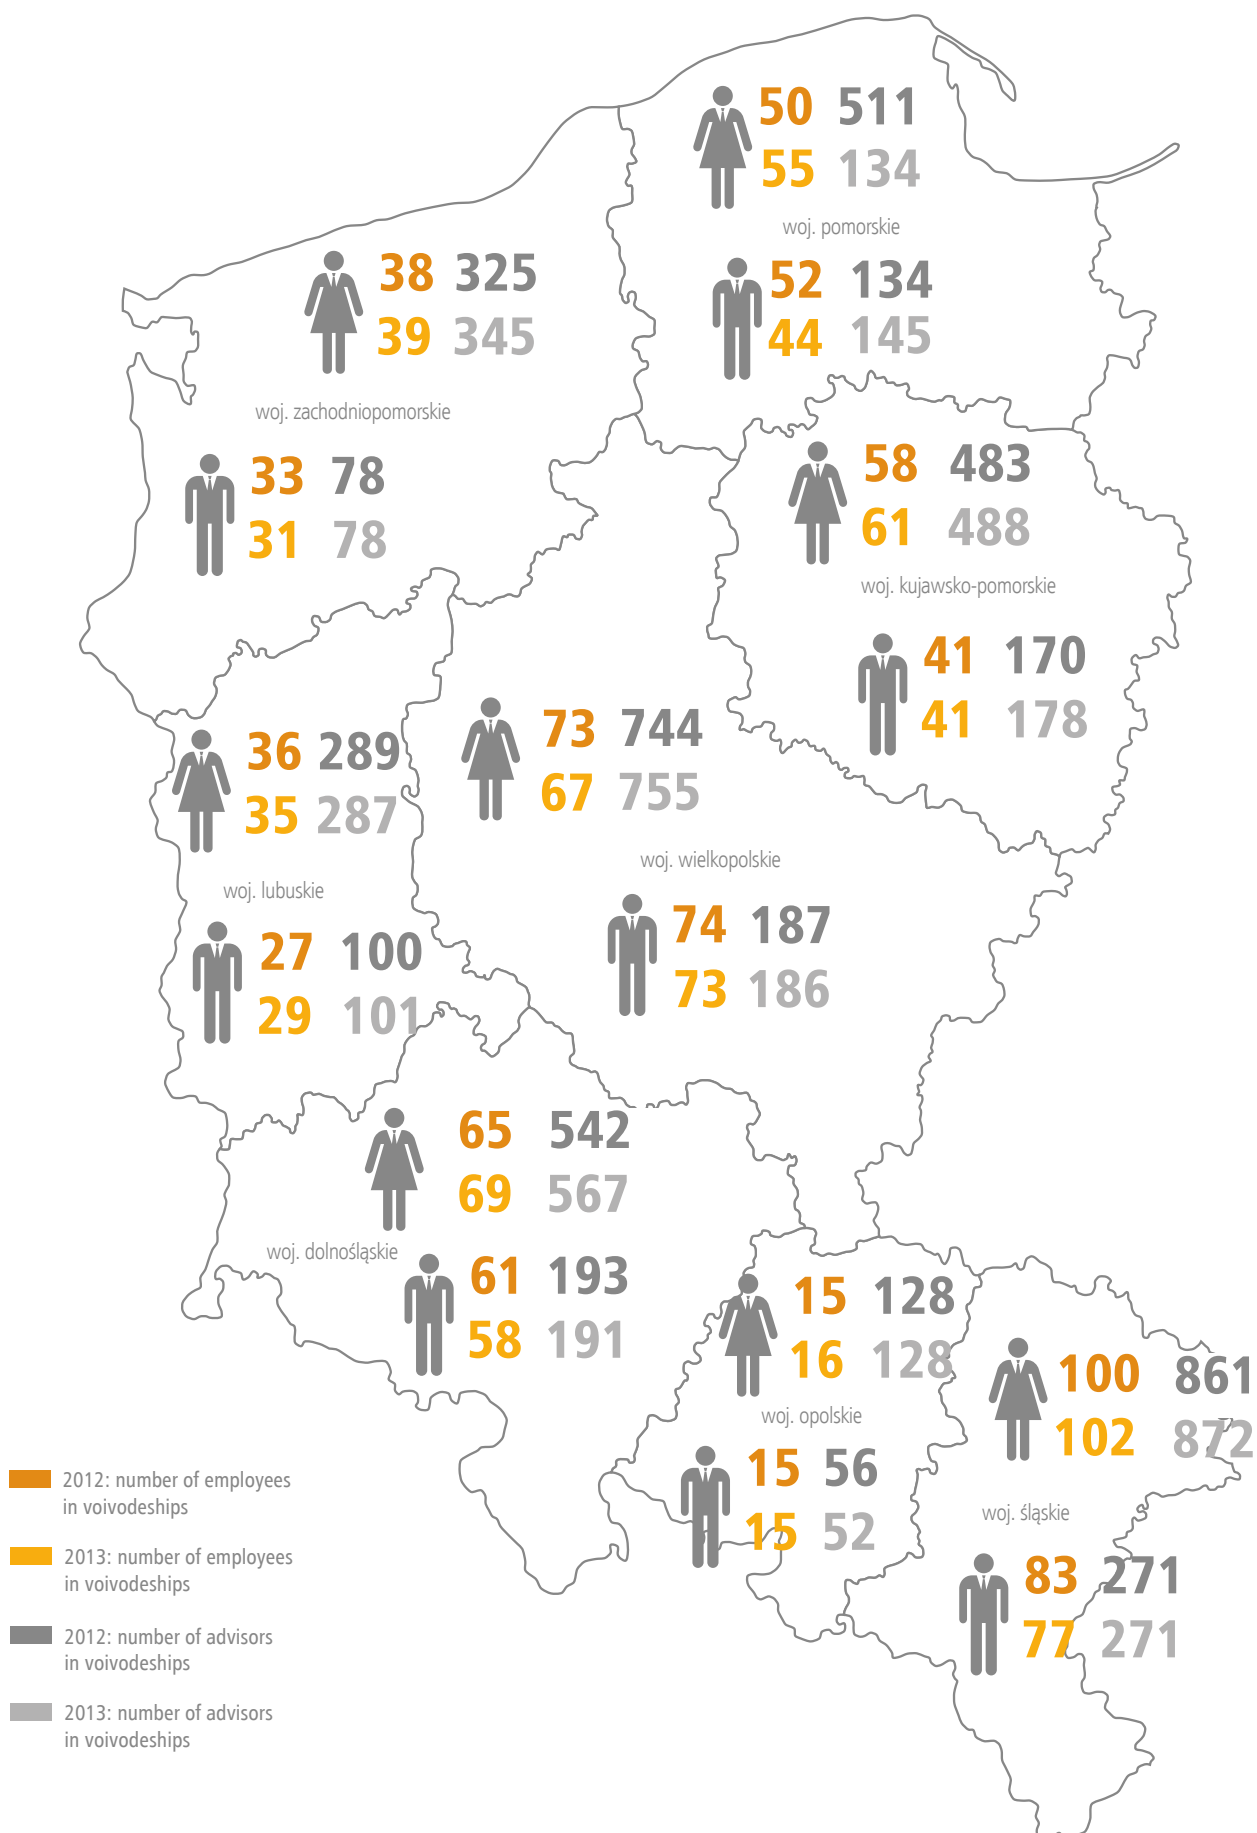 50 511
55 134
woj. pomorskie
52 134
44 145
38 325
39 345
woj. zachodniopomorskie
33 78
31 78
58 483
61 488
woj. kujawsko-pomorskie
41 170
41 178
36 289
35 287
woj. lubuskie
27 100
29 101
73 744
67 755
woj. wielkopolskie
74 187
73 186
65 542
69 567
woj. dolnośląskie
61 193
58 191
15 128
16 128
woj. opolskie
15 56
15 52
100 861
102 872
woj. śląskie
83 271
77 271
2012: number of employees
in voivodeships
2013: number of employees
in voivodeships
2012: number of advisors
in voivodeships
2013: number of advisors
in voivodeships